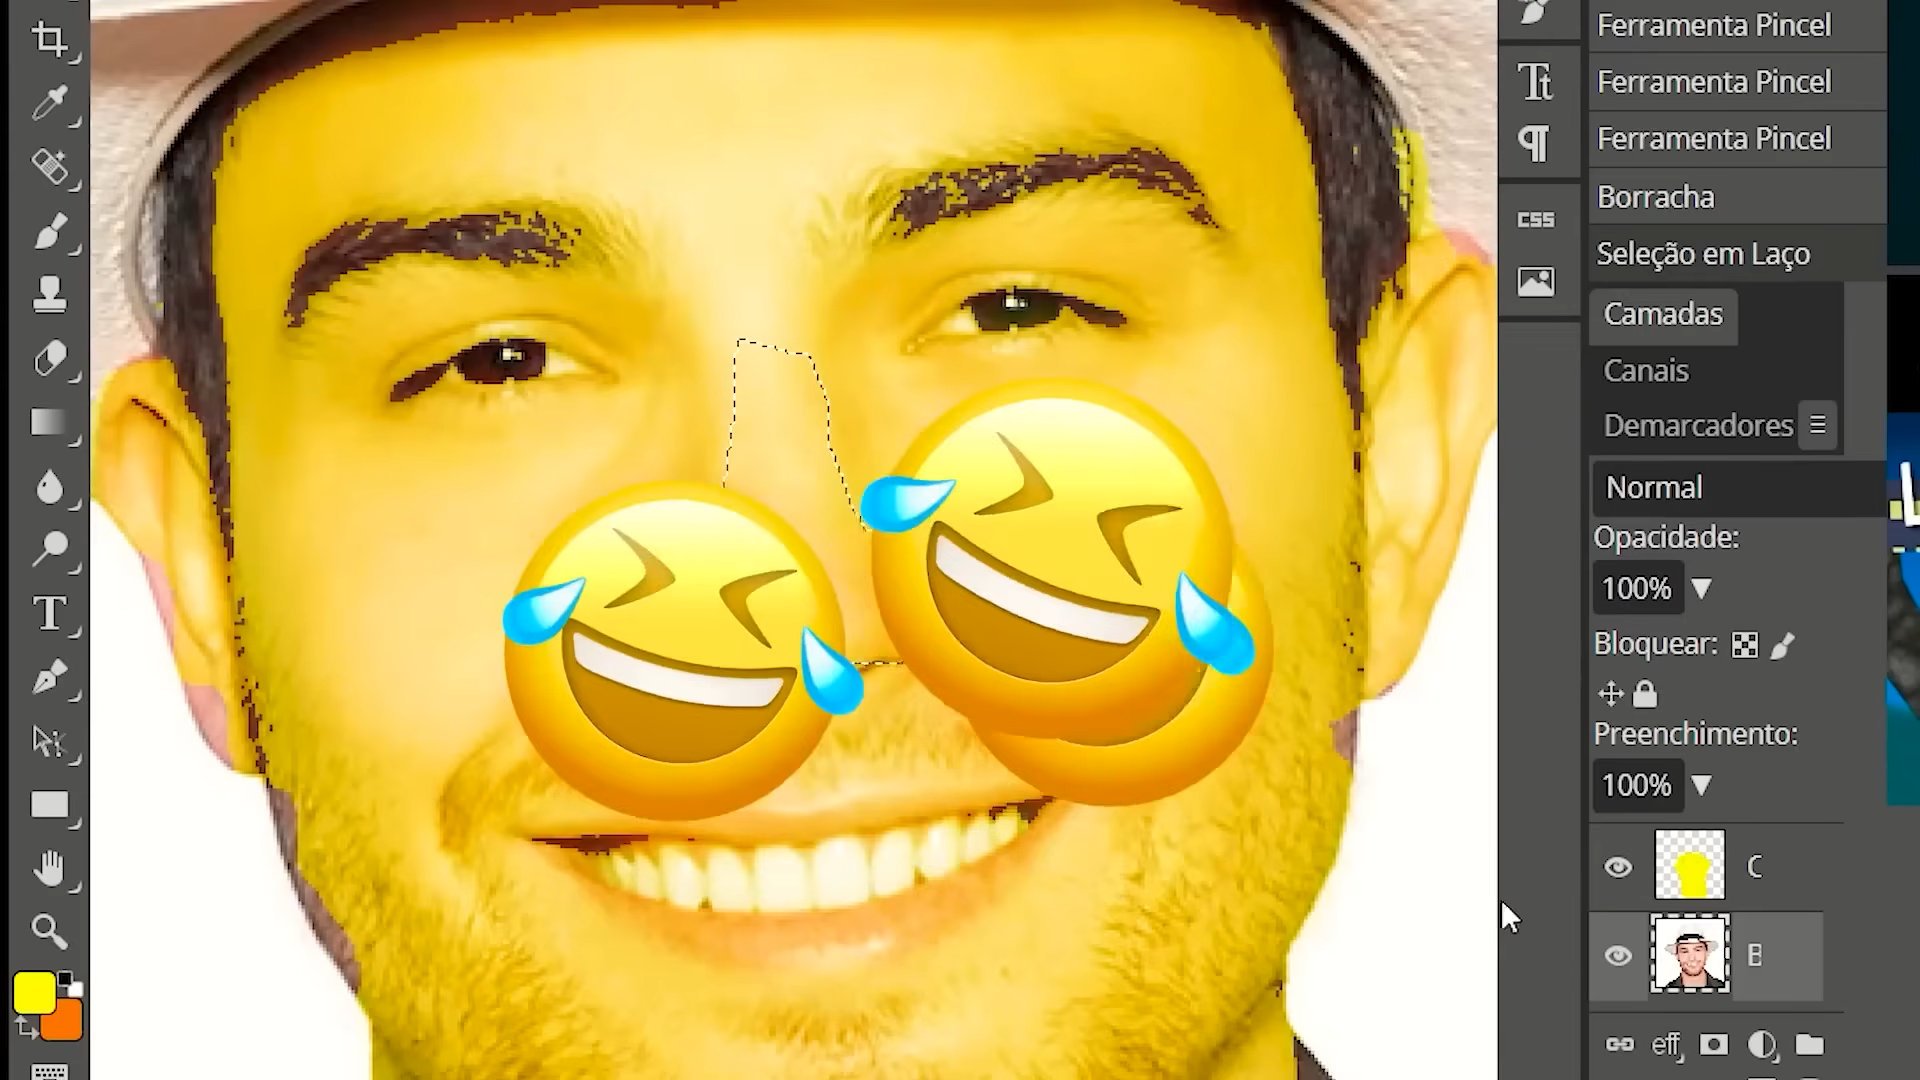 Ferramenta Pincel
Ferramenta Pincel
Ferramenta Pincel
Borracha
Seleção em Laço
Camadas
Canais
Demarcadores
Normal
Opacidade:
100%
Bloquear:
Preenchimento:
100%
eff
css
Tt
T